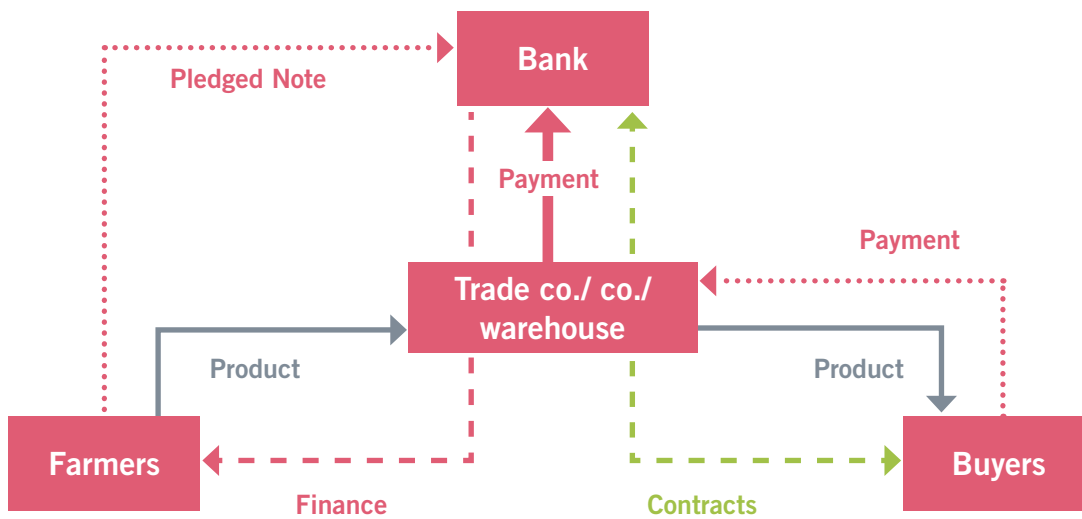 Bank
Pledged Note
Payment
Payment
Trade co./ co./
warehouse
Product
Product
Farmers
Buyers
Finance
Contracts